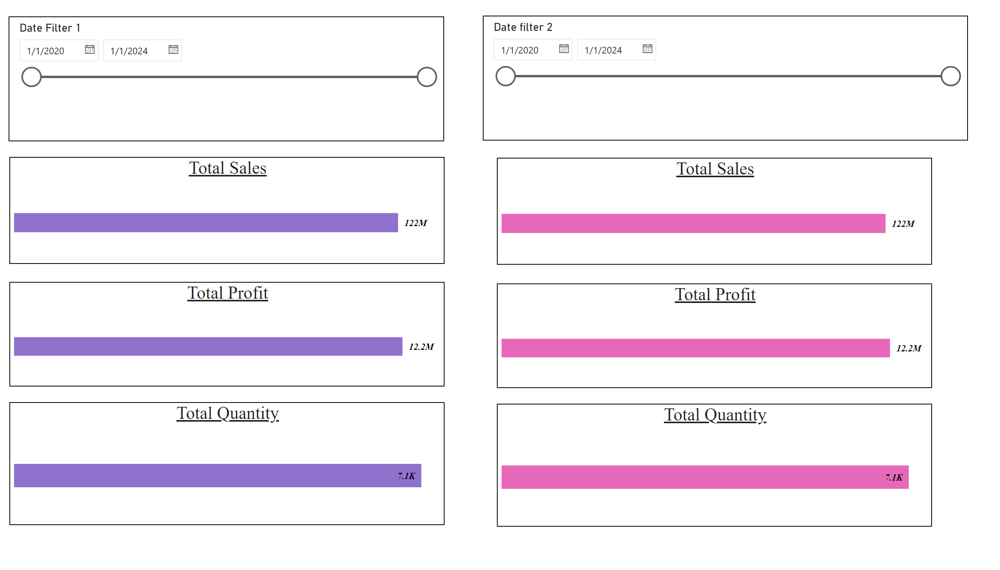 Date Filter 1
1/1/2020 1/1/2024
Date filter 2
1/1/2020 1/1/2024
Total Sales
122M
Total Sales
122M
Total Profit
12.2M
Total Profit
12.2M
Total Quantity
7.1K
Total Quantity
7.1K